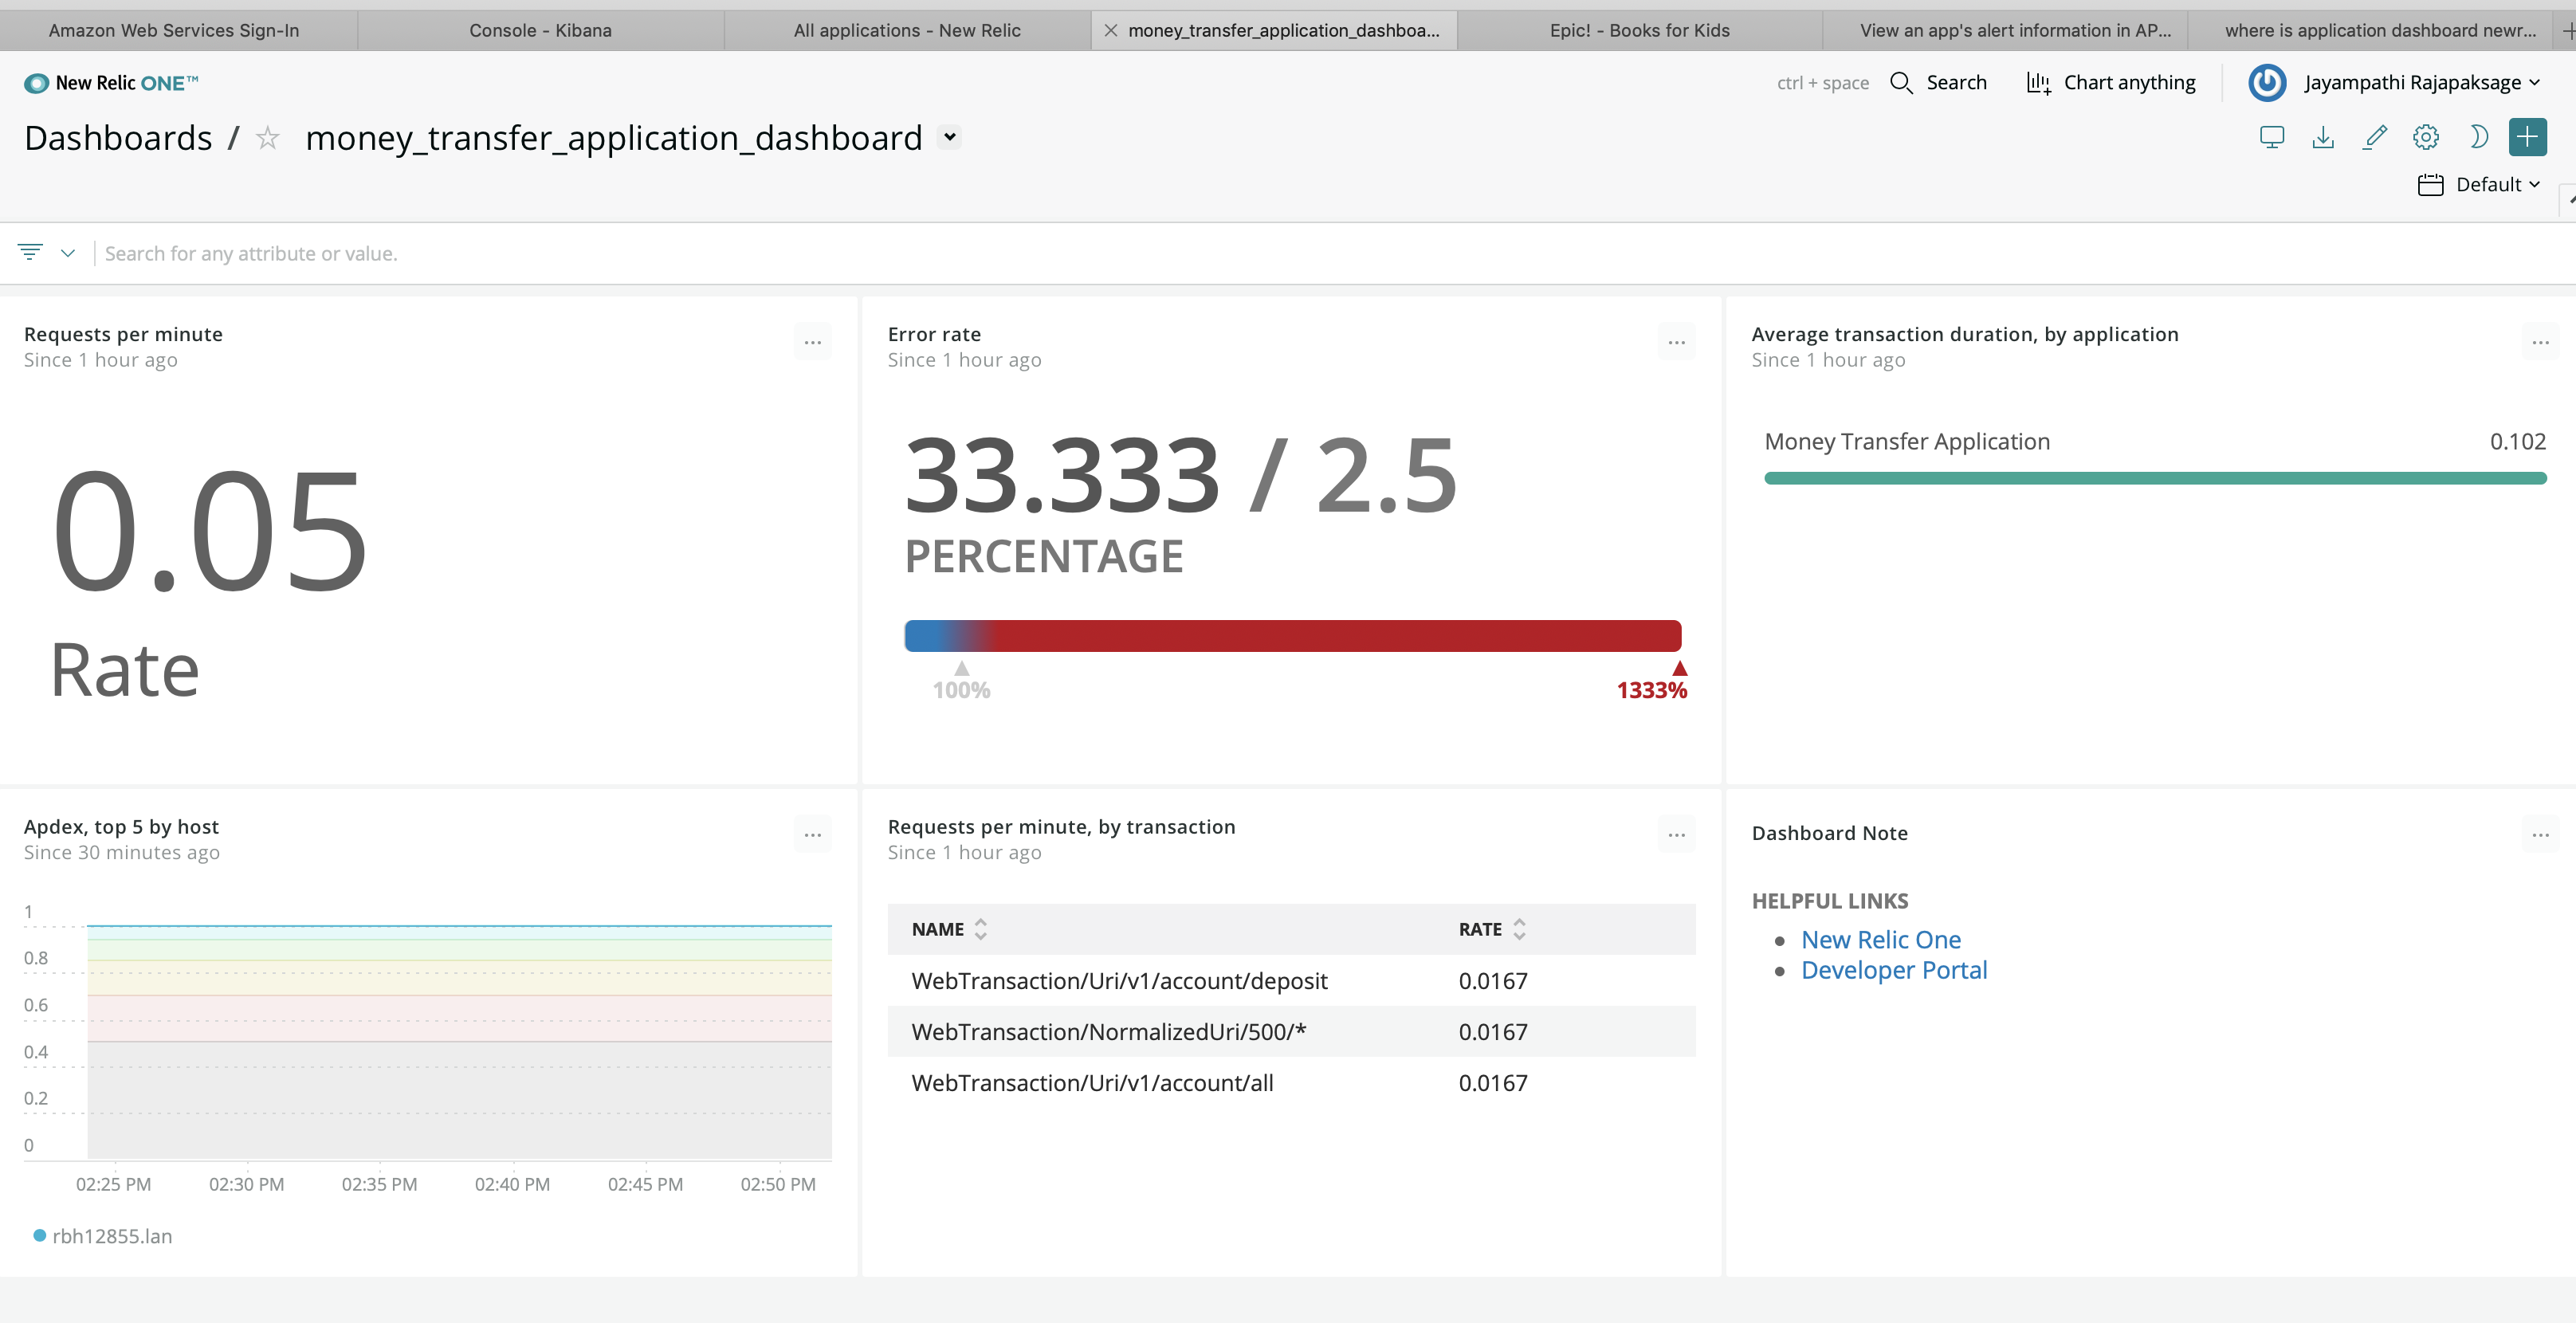 Amazon Web Services Sign-In
Console - Kibana
All applications - New Relic
money_transfer_application_dashboa...
Epic! - Books for Kids
View an app's alert information in AP...
where is application dashboard newr...
New Relic ONE™
ctrl + space
Search
Chart anything
Jayampathi Rajapaksage
Dashboards / money_transfer_application_dashboard
Default
Search for any attribute or value.
Requests per minute
Since 1 hour ago
0.05
Rate
Error rate
Since 1 hour ago
33.333 / 2.5
PERCENTAGE
100%
1333%
Average transaction duration, by application
Since 1 hour ago
Money Transfer Application 0.102
Apdex, top 5 by host
Since 30 minutes ago
1
0.8
0.6
0.4
0.2
0
02:25 PM 02:30 PM 02:35 PM 02:40 PM 02:45 PM 02:50 PM
rbh12855.lan
Requests per minute, by transaction
Since 1 hour ago
NAME RATE
WebTransaction/Uri/v1/account/deposit 0.0167
WebTransaction/NormalizedUri/500/* 0.0167
WebTransaction/Uri/v1/account/all 0.0167
Dashboard Note
HELPFUL LINKS
New Relic One
Developer Portal